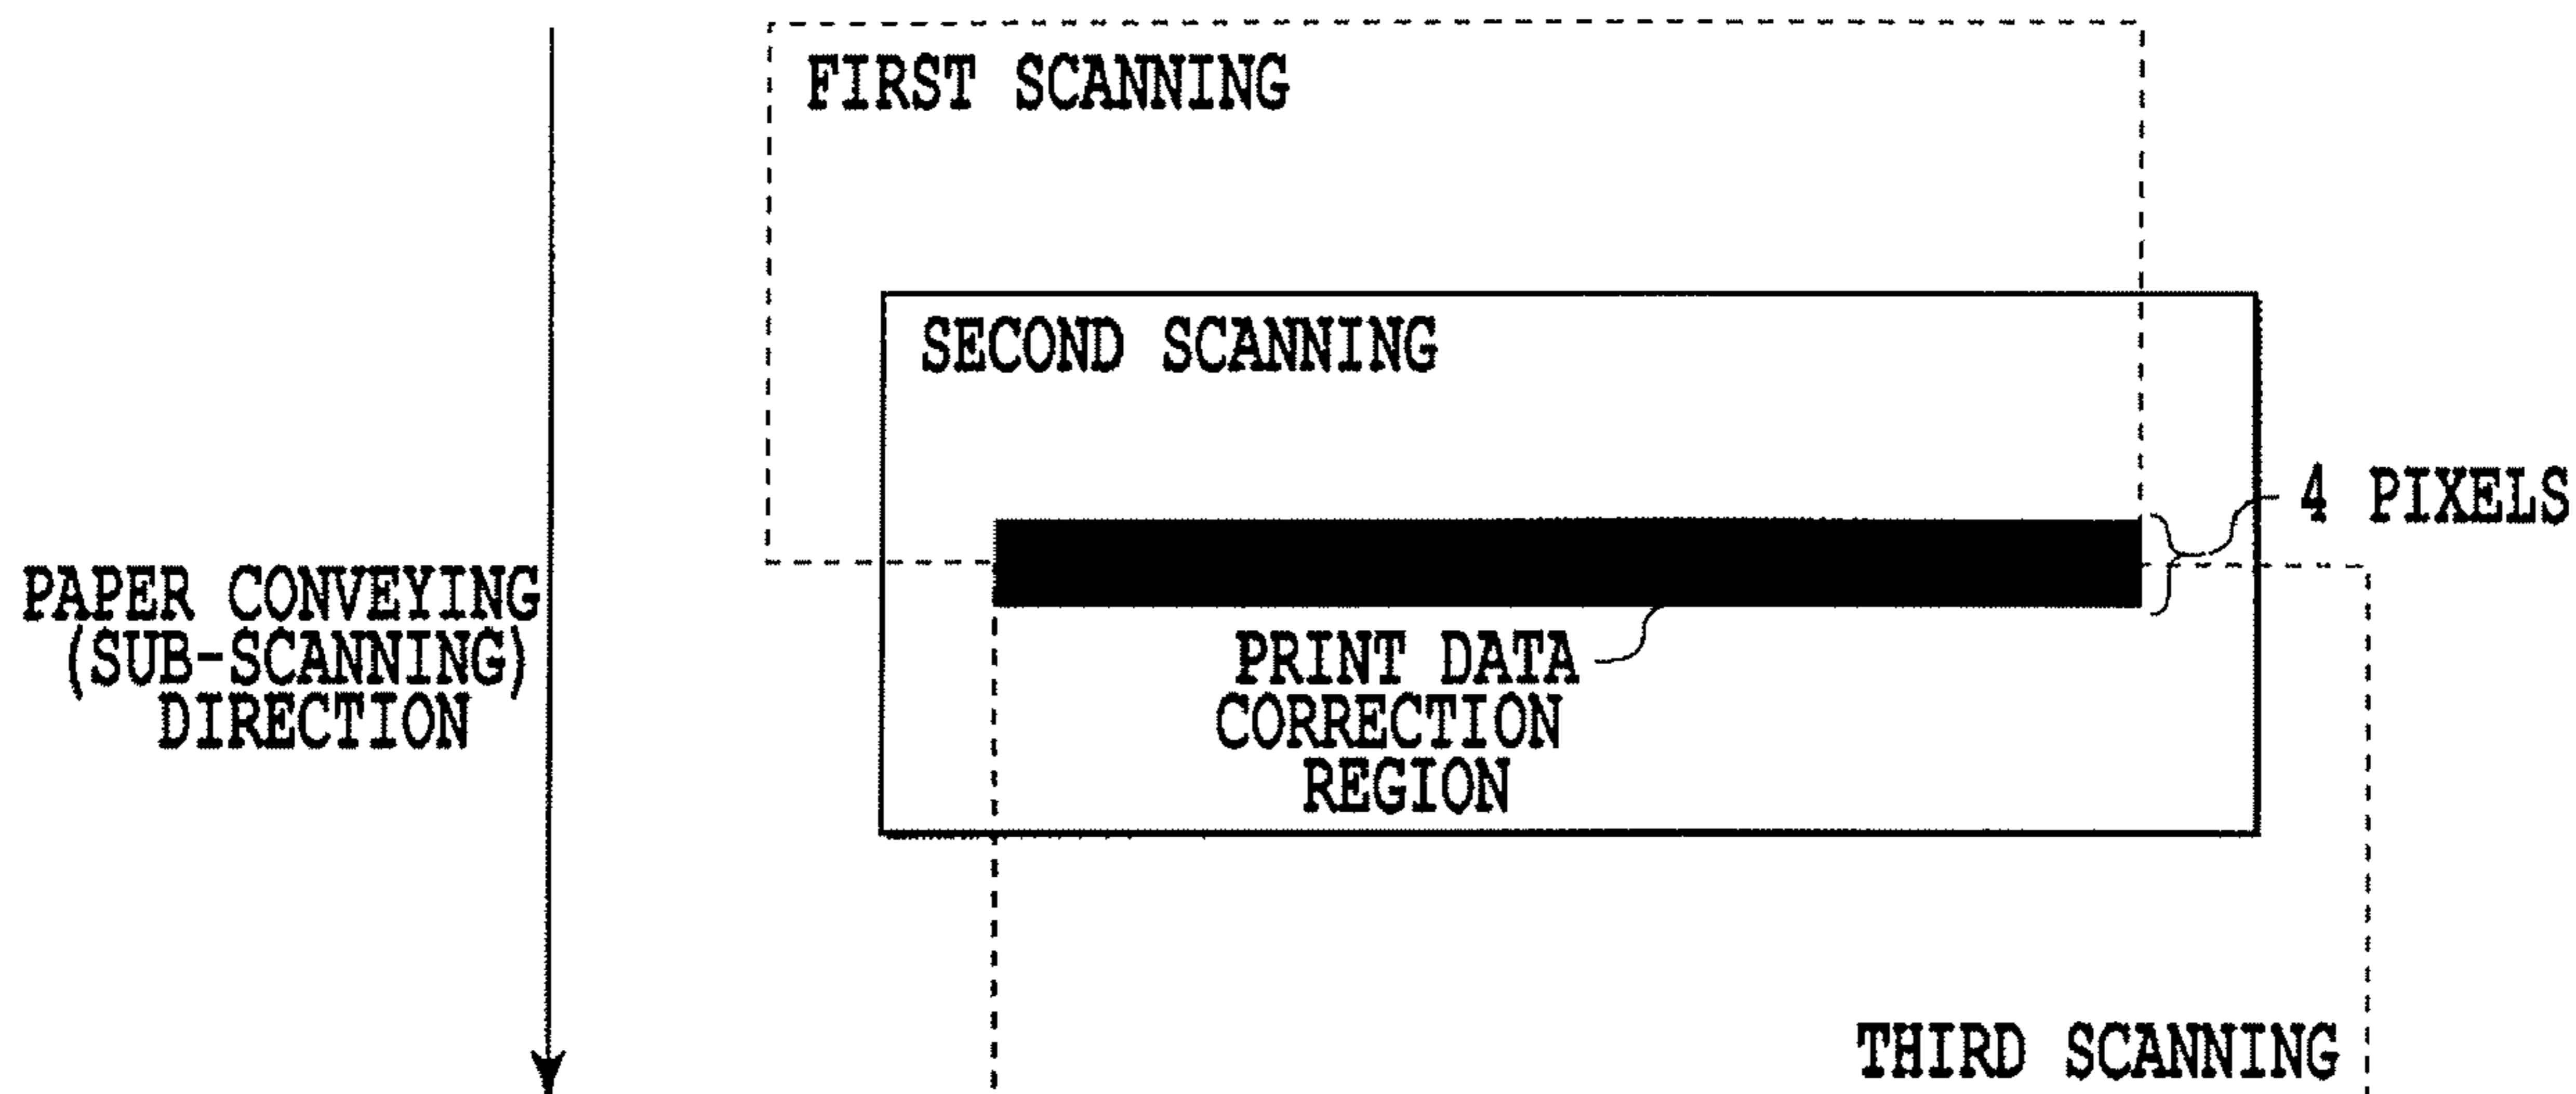 FIRST SCANNING
SECOND SCANNING
4 PIXELS
PAPER CONVEYING
(SUB-SCANNING)
DIRECTION
PRINT DATA
CORRECTION
REGION
THIRD SCANNING